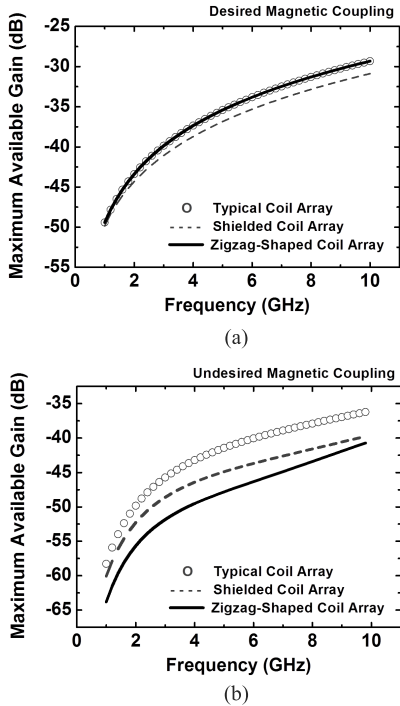 Desired Magnetic Coupling
Maximum Available Gain (dB)
-25
-30
-35
-40
-45
-50
-55
Typical Coil Array
Shielded Coil Array
Zigzag-Shaped Coil Array
0 2 4 6 8 10
Frequency (GHz)
(a)
Undesired Magnetic Coupling
Maximum Available Gain (dB)
-35
-40
-45
-50
-55
-60
-65
Typical Coil Array
Shielded Coil Array
Zigzag-Shaped Coil Array
0 2 4 6 8 10
Frequency (GHz)
(b)